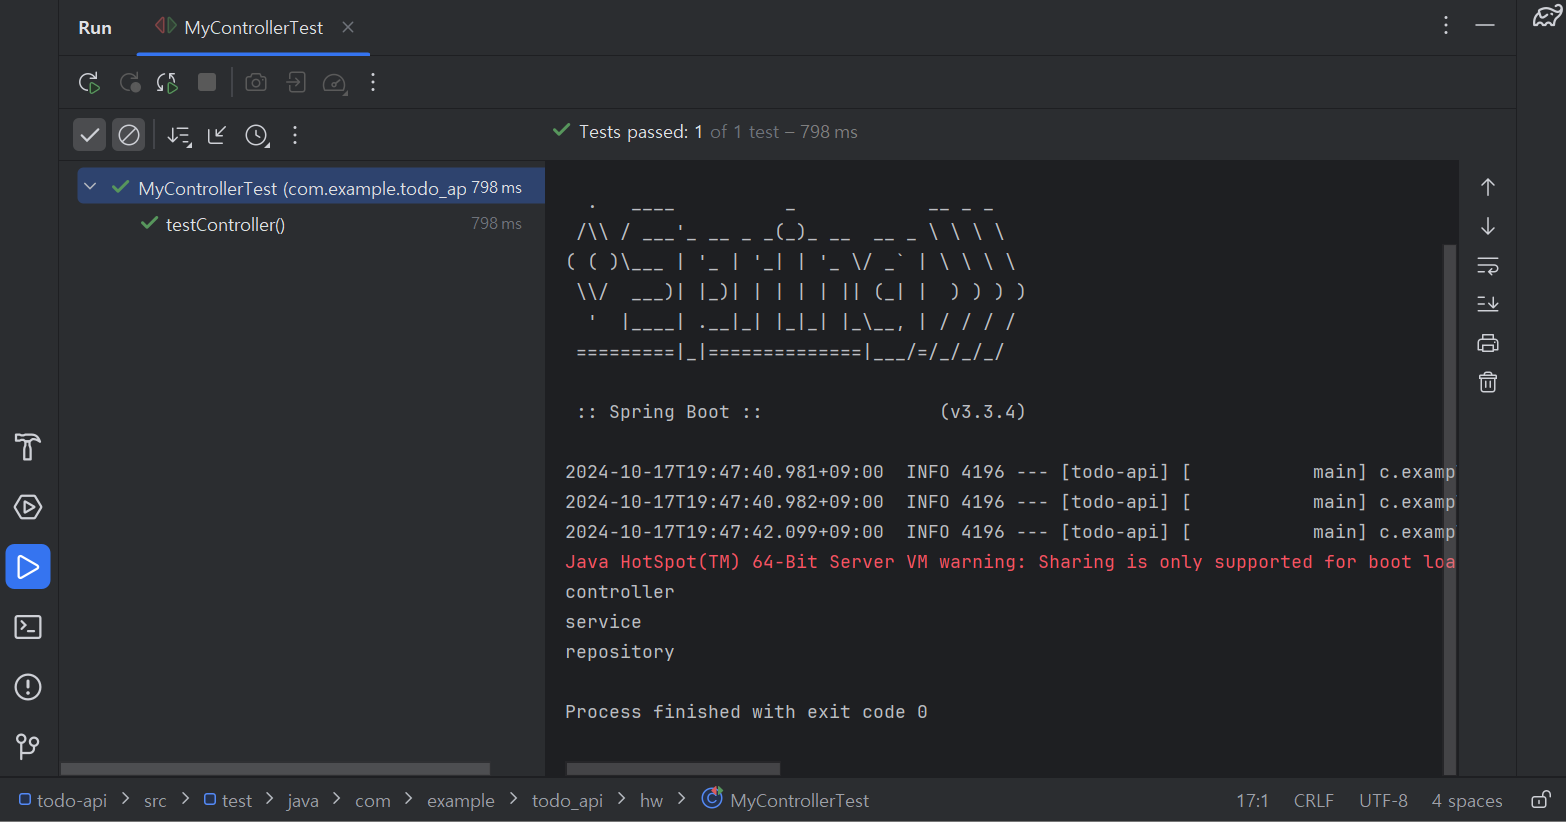 Run MyControllerTest
Tests passed: 1 of 1 test – 798 ms
MyControllerTest (com.example.todo_ap 798 ms
testController() 798 ms
  .   ____          _            __ _ _
 /\\ / ___'_ __ _ _(_)_ __  __ _ \ \ \ \
( ( )\___ | '_ | '_| | '_ \/ _` | \ \ \ \
 \\/  ___)| |_)| | | | | || (_| |  ) ) ) )
  '  |____| .__|_| |_|_| |_\__, | / / / /
 =========|_|==============|___/=/_/_/_/
:: Spring Boot :: (v3.3.4)
2024-10-17T19:47:40.981+09:00  INFO 4196 --- [todo-api] [           main] c.examp
2024-10-17T19:47:40.982+09:00  INFO 4196 --- [todo-api] [           main] c.examp
2024-10-17T19:47:42.099+09:00  INFO 4196 --- [todo-api] [           main] c.examp
Java HotSpot(TM) 64-Bit Server VM warning: Sharing is only supported for boot loa
controller
service
repository
Process finished with exit code 0
todo-api > src > test > java > com > example > todo_api > hw > MyControllerTest 17:1 CRLF UTF-8 4 spaces